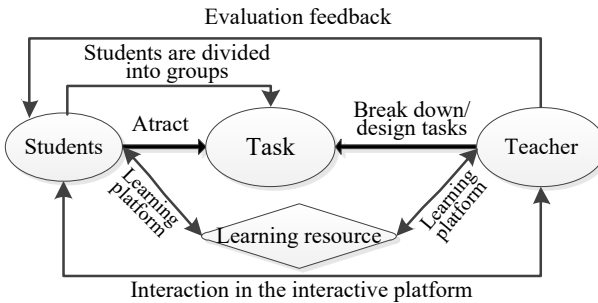 Evaluation feedback
Students are divided
into groups
Atract
Break down/
design tasks
Students
Task
Teacher
Learning
platform
Learning
platform
Learning resource
Interaction in the interactive platform